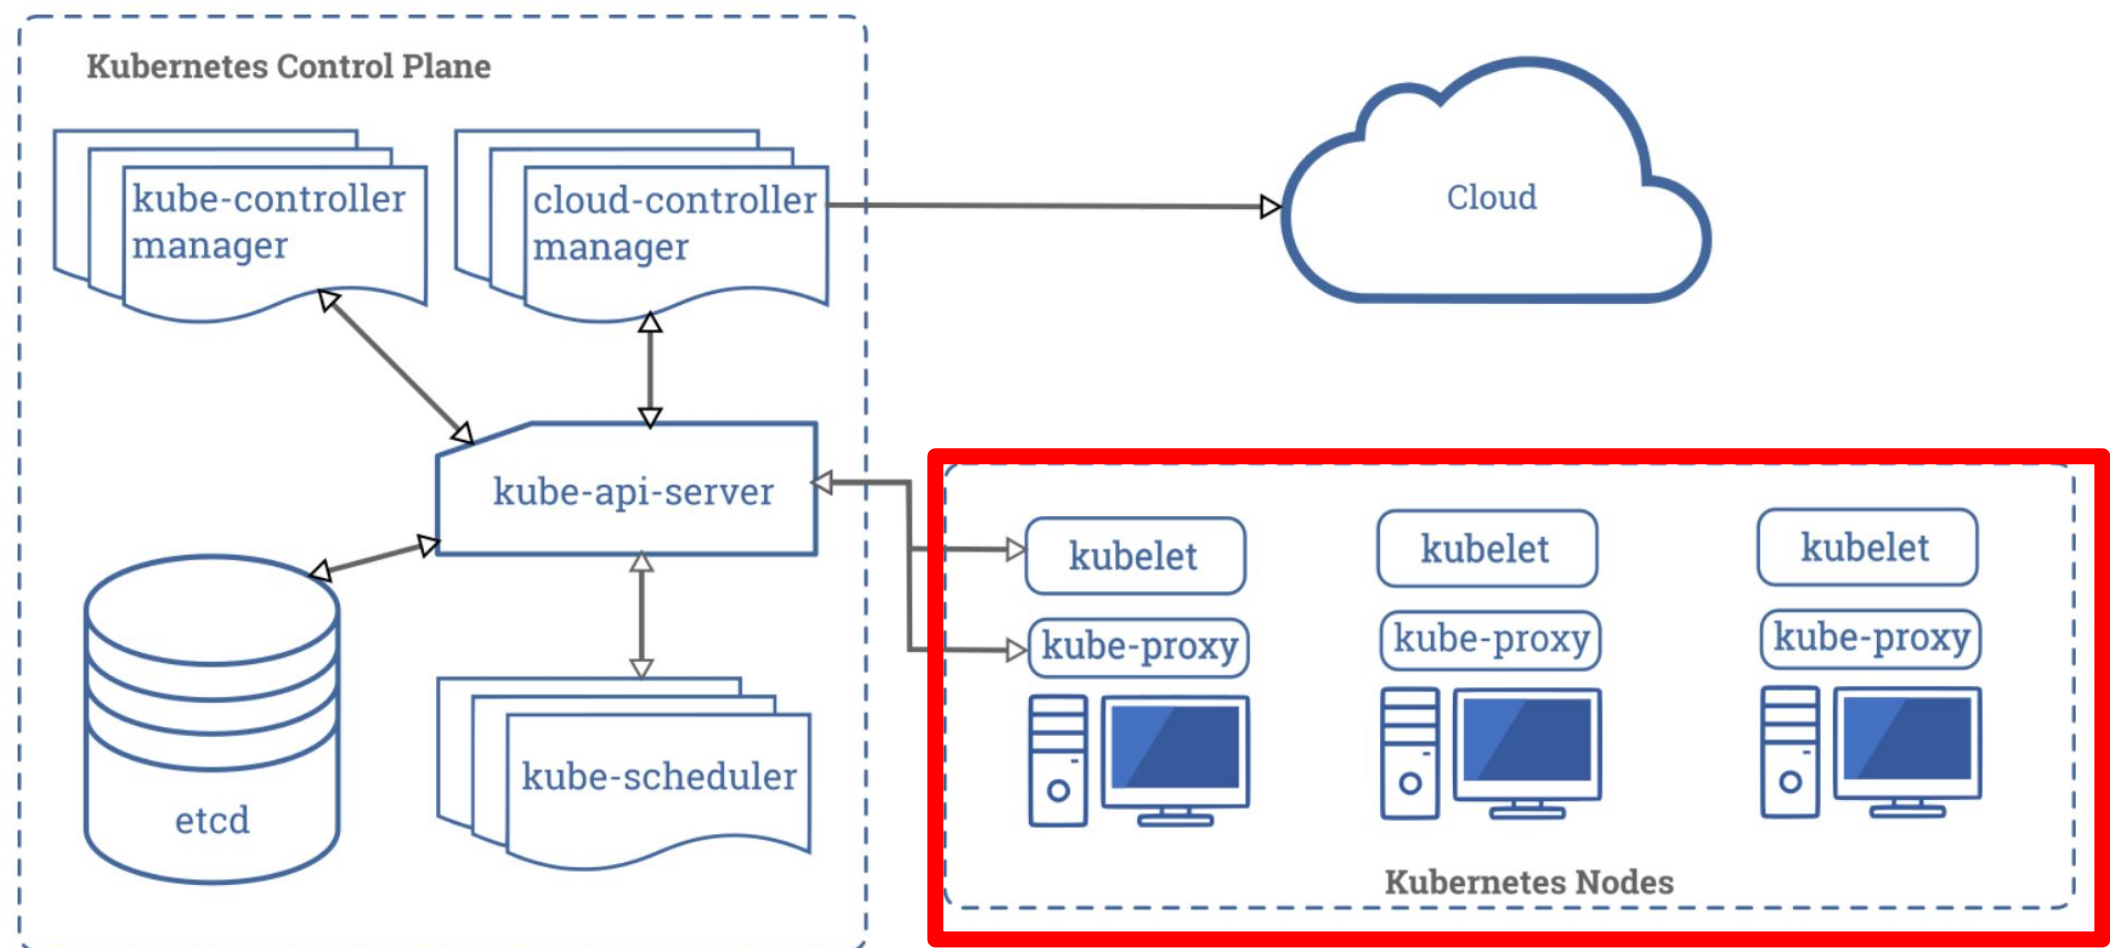 Kubernetes Control Plane
kube-controller
manager
cloud-controller
manager
Cloud
kube-api-server
kubelet
kubelet
kubelet
kube-proxy
kube-proxy
kube-proxy
kube-scheduler
etcd
Kubernetes Nodes